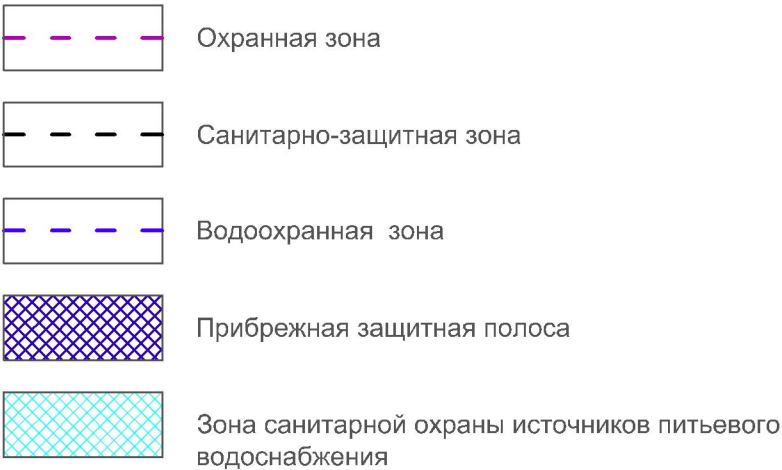 Охранная зона
Санитарно-защитная зона
Водоохранная  зона
Прибрежная защитная полоса
Зона санитарной охраны источников питьевого
водоснабжения